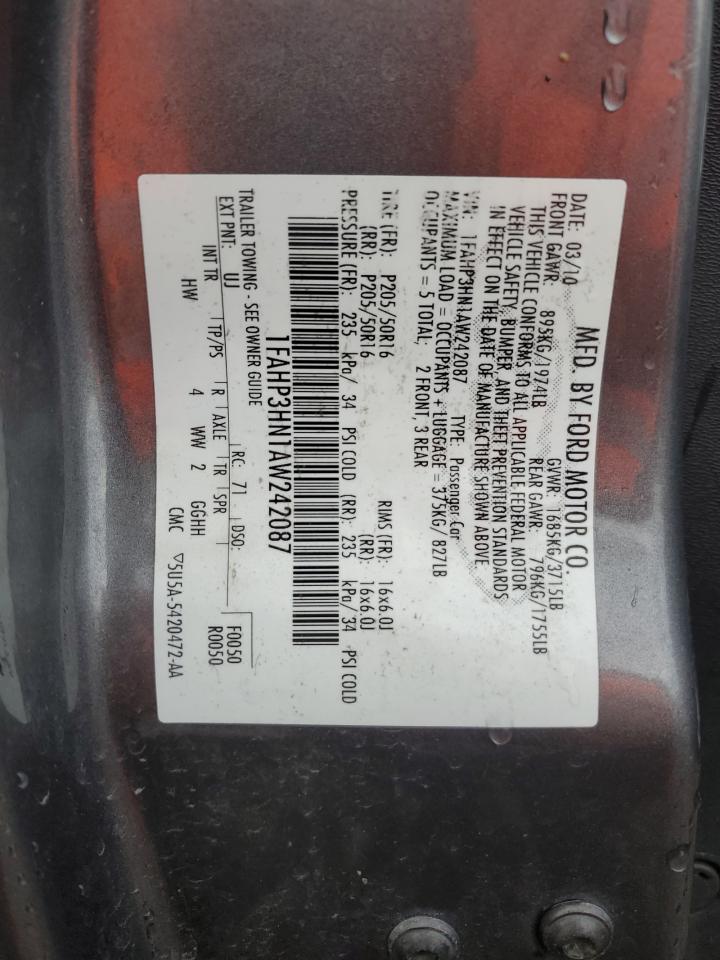 MFD. BY FORD MOTOR CO
DATE: 03/10 GVWR: 1685KG/3715LB
FRONT GAWR: 895KG/1974LB REAR GAWR: 796KG/1755LB
THIS VEHICLE CONFORMS TO ALL APPLICABLE FEDERAL MOTOR
VEHICLE SAFETY, BUMPER, AND THEFT PREVENTION STANDARDS
IN EFFECT ON THE DATE OF MANUFACTURE SHOWN ABOVE.
VIN: 1FAHP3HN1AW242087 TYPE: Passenger Car
MAXIMUM LOAD = OCCUPANTS + LUGGAGE = 375KG/ 827LB
OCCUPANTS = 5 TOTAL; 2 FRONT, 3 REAR
TIRE (FR): P205/50R16 RIMS (FR): 16x6.0J
(RR): P205/50R16 (RR): 16x6.0J
PRESSURE (FR): 235 kPa/ 34 PSI COLD (RR): 235 kPa/ 34 PSI COLD
1FAHP3HN1AW242087
TRAILER TOWING - SEE OWNER GUIDE
EXT PNT: UJ RC: 71 DSO: F0050
R0050
INT TR TP/PS R AXLE TR SPR
HW 4 WW 2 GGHH
CMC ▽5U5A-5420472-AA